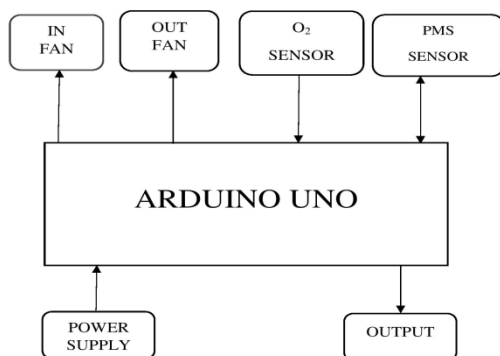 IN
FAN
OUT
FAN
O₂
SENSOR
PMS
SENSOR
ARDUINO UNO
POWER
SUPPLY
OUTPUT